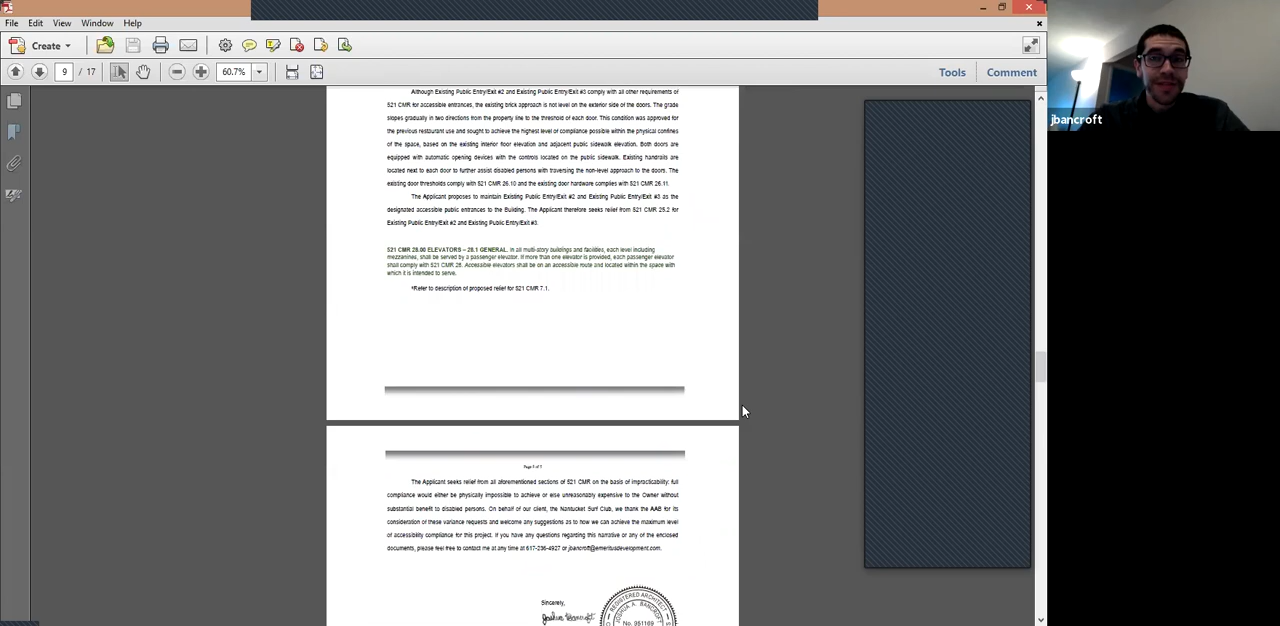 File Edit View Window Help
Create
9 / 17 60.7% Tools Comment
jbancroft
Although Existing Public Entry/Exit #2 and Existing Public Entry/Exit #3 comply with all other requirements of
521 CMR for accessible entrances, the existing brick approach is not level on the exterior side of the doors. The grade
slopes gradually in two directions from the property line to the threshold of each door. This condition was approved for
the previous restaurant use and sought to achieve the highest level of compliance possible within the physical confines
of the space, based on the existing interior floor elevation and adjacent public sidewalk elevation. Both doors are
equipped with automatic opening devices with the controls located on the public sidewalk. Existing handrails are
located next to each door to further assist disabled persons with traversing the non-level approach to the doors. The
existing door thresholds comply with 521 CMR 26.10 and the existing door hardware complies with 521 CMR 26.11.
The Applicant proposes to maintain Existing Public Entry/Exit #2 and Existing Public Entry/Exit #3 as the
designated accessible public entrances to the Building. The Applicant therefore seeks relief from 521 CMR 25.2 for
Existing Public Entry/Exit #2 and Existing Public Entry/Exit #3.
521 CMR 28.00 ELEVATORS – 28.1 GENERAL, In all multi-story buildings and facilities, each level including
mezzanines, shall be served by a passenger elevator. If more than one elevator is provided, each passenger elevator
shall comply with 521 CMR 28. Accessible elevators shall be on an accessible route and located within the space with
which it is intended to serve.
*Refer to description of proposed relief for 521 CMR 7.1.
The Applicant seeks relief from all aforementioned sections of 521 CMR on the basis of impracticability: full
compliance would either be physically impossible to achieve or else unreasonably expensive to the Owner without
substantial benefit to disabled persons. On behalf of our client, the Nantucket Surf Club, we thank the AAB for its
consideration of these variance requests and welcome any suggestions as to how we can achieve the maximum level
of accessibility compliance for this project. If you have any questions regarding this narrative or any of the enclosed
documents, please feel free to contact me at any time at 617-236-4927 or jbancroft@emeritusdevelopment.com.
Sincerely,
REGISTERED ARCHITECT
JOSHUA A. BANCROFT
No. 351169